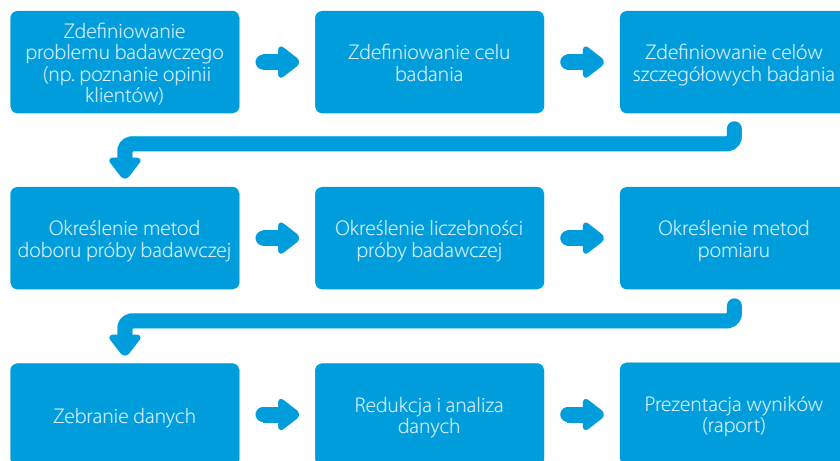 Zdefiniowanie
problemu badawczego
(np. poznanie opinii
klientów)
Zdefiniowanie celu
badania
Zdefiniowanie celów
szczegółowych badania
Określenie metod
doboru próby badawczej
Określenie liczebności
próby badawczej
Określenie metod
pomiaru
Zebranie danych
Redukcja i analiza
danych
Prezentacja wyników
(raport)